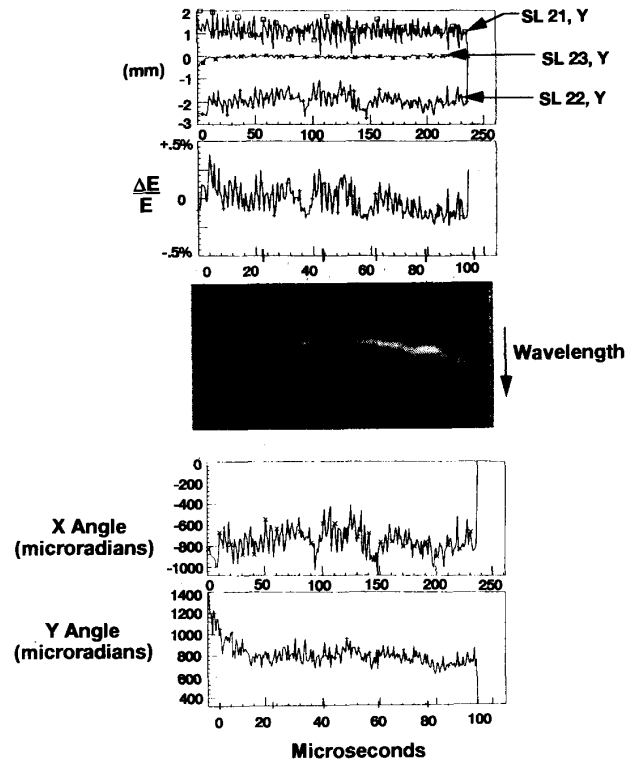 2
1
0
-1
-2
-3
(mm)
SL 21, Y
SL 23, Y
SL 22, Y
0 50 100 150 200 250
+.5%
ΔE
E
0
-.5%
0 20 40 60 80 100
Wavelength
0
-200
-400
-600
-800
-1000
X Angle
(microradians)
0 50 100 150 200 250
1400
1200
1000
800
600
400
Y Angle
(microradians)
0 20 40 60 80 100
Microseconds